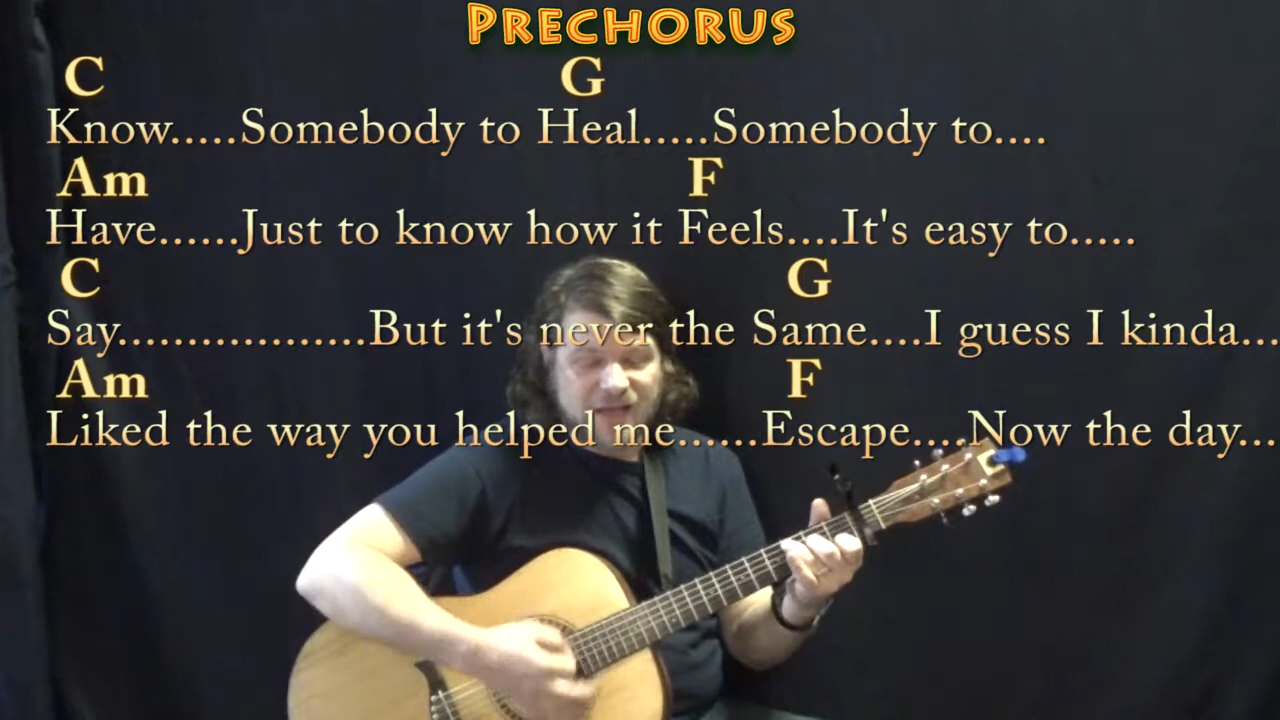 PRECHORUS
C G
Know.....Somebody to Heal.....Somebody to....
Am F
Have......Just to know how it Feels....It's easy to.....
C G
Say..................But it's never the Same....I guess I kinda...
Am F
Liked the way you helped me......Escape....Now the day...